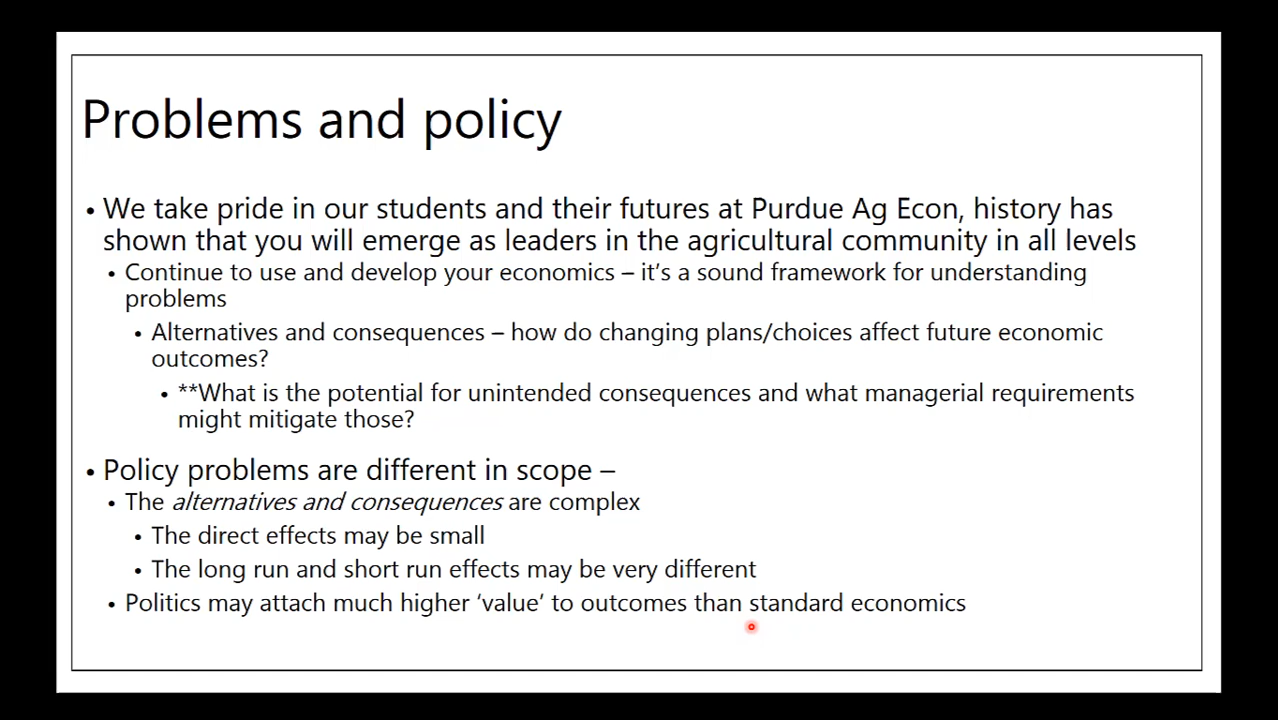 Problems and policy
• We take pride in our students and their futures at Purdue Ag Econ, history has
shown that you will emerge as leaders in the agricultural community in all levels
• Continue to use and develop your economics – it’s a sound framework for understanding
problems
• Alternatives and consequences – how do changing plans/choices affect future economic
outcomes?
• **What is the potential for unintended consequences and what managerial requirements
might mitigate those?
• Policy problems are different in scope –
• The alternatives and consequences are complex
• The direct effects may be small
• The long run and short run effects may be very different
• Politics may attach much higher ‘value’ to outcomes than standard economics